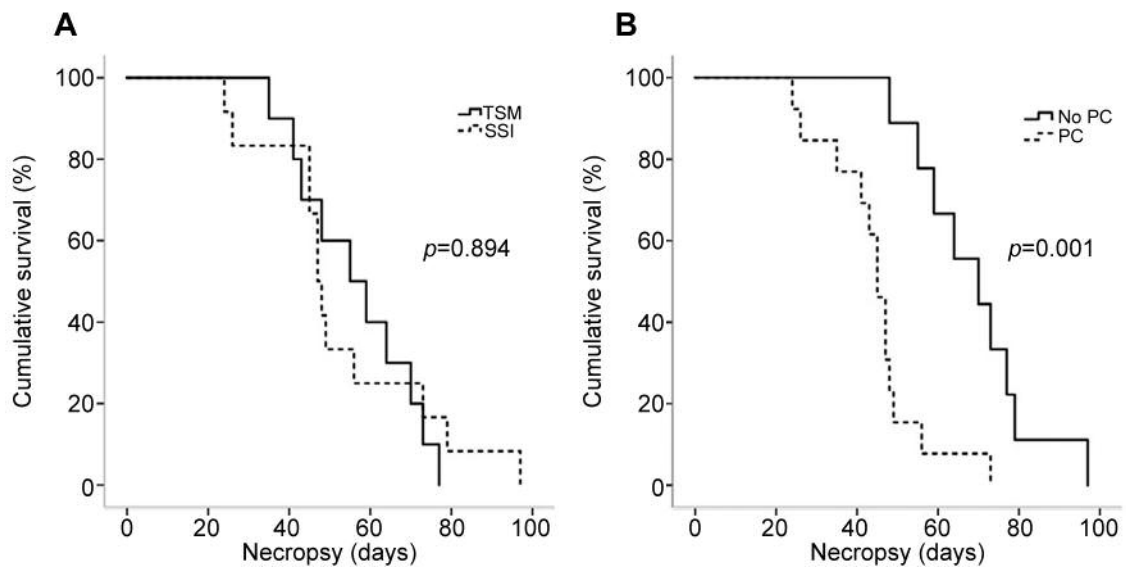 A
Cumulative survival (%)
100
80
60
40
20
0
TSM
SSI
p=0.894
0 20 40 60 80 100
Necropsy (days)
B
Cumulative survival (%)
100
80
60
40
20
0
No PC
PC
p=0.001
0 20 40 60 80 100
Necropsy (days)